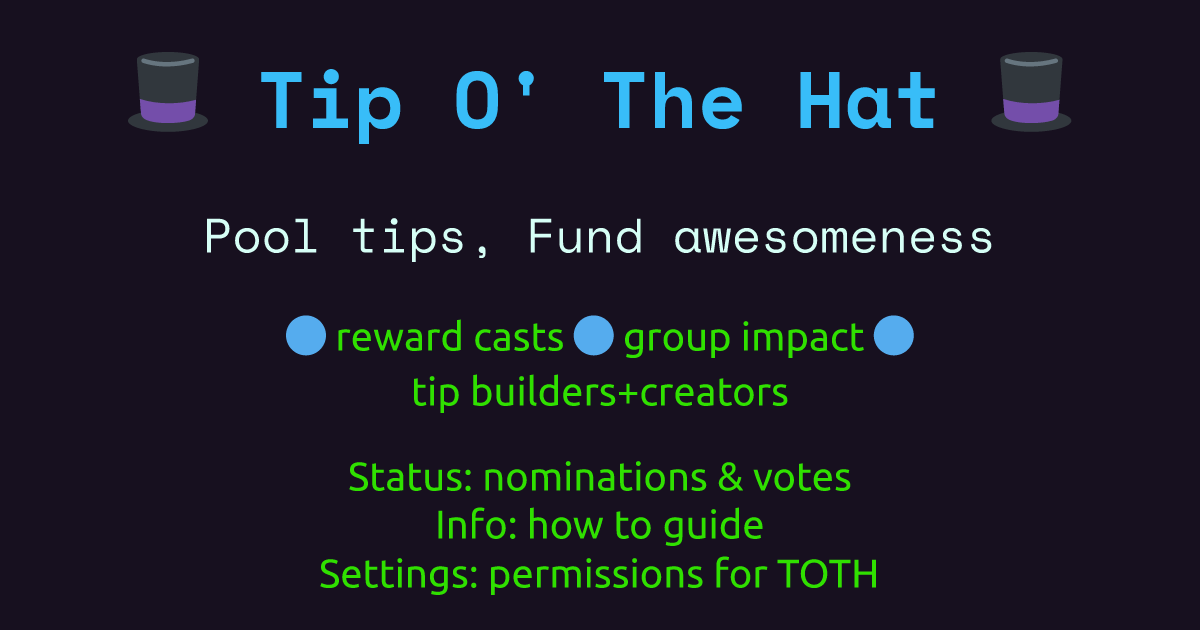 Tip O' The Hat
Pool tips, Fund awesomeness
reward casts group impact
tip builders+creators
Status: nominations & votes
Info: how to guide
Settings: permissions for TOTH